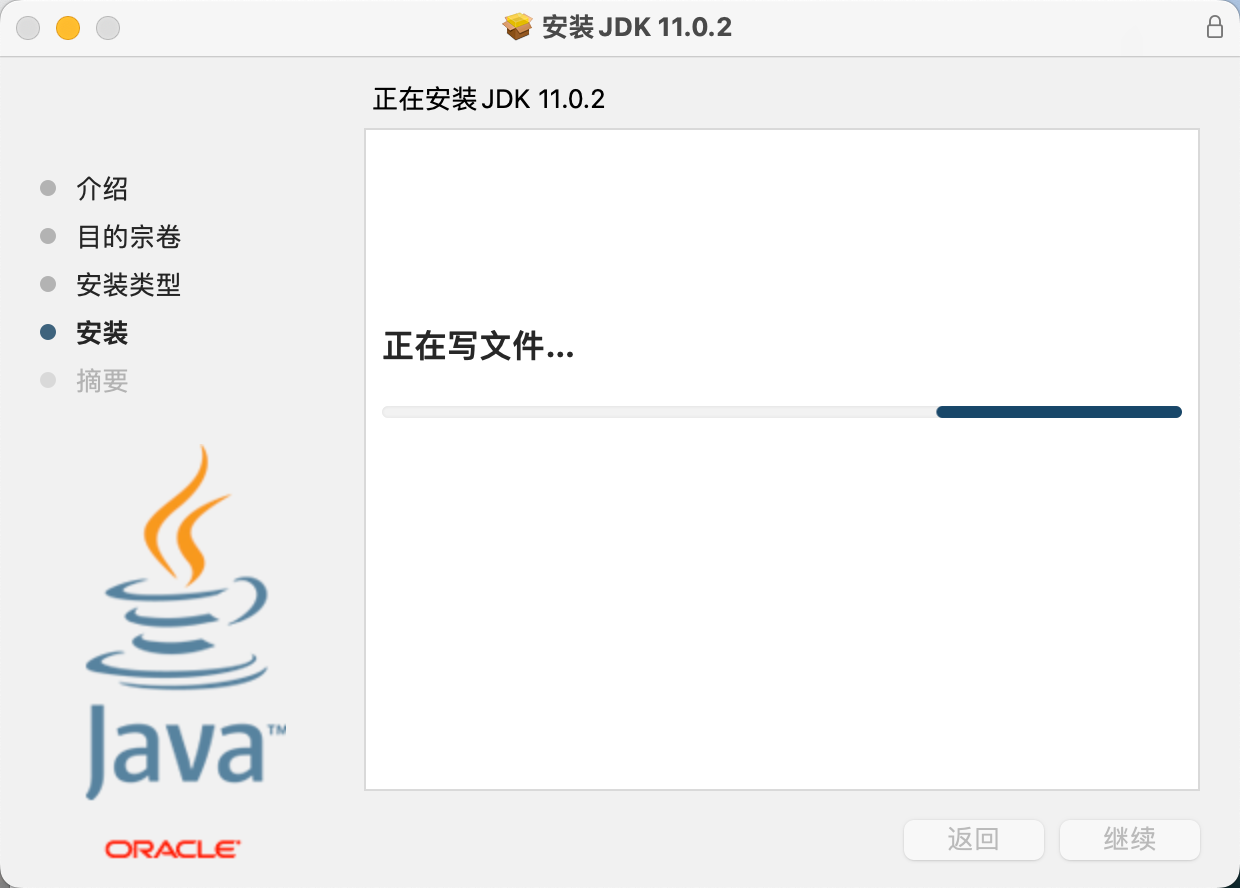 安装 JDK 11.0.2
正在安装 JDK 11.0.2
介绍
目的宗卷
安装类型
安装
摘要
正在写文件...
Java™
ORACLE
返回
继续